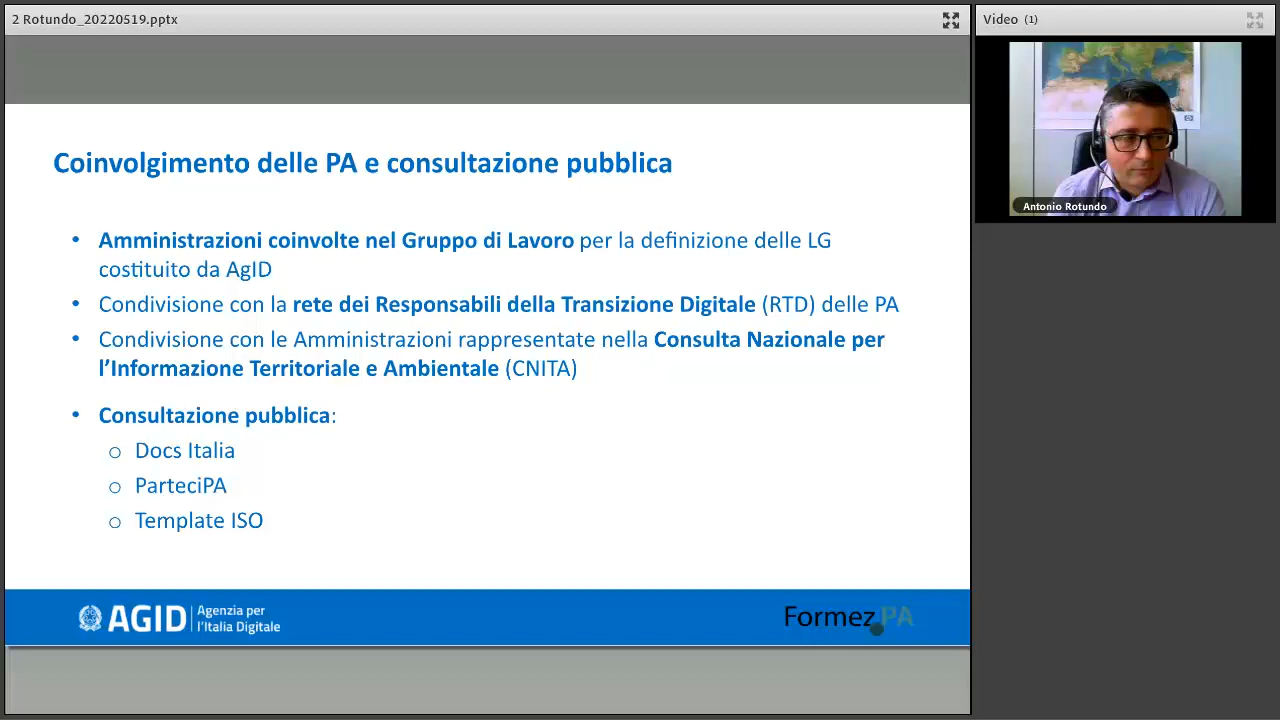 2 Rotundo_20220519.pptx
Video (1)
Antonio Rotundo
Coinvolgimento delle PA e consultazione pubblica
• Amministrazioni coinvolte nel Gruppo di Lavoro per la definizione delle LG
costituito da AgID
• Condivisione con la rete dei Responsabili della Transizione Digitale (RTD) delle PA
• Condivisione con le Amministrazioni rappresentate nella Consulta Nazionale per
l’Informazione Territoriale e Ambientale (CNITA)
• Consultazione pubblica:
o Docs Italia
o ParteciPA
o Template ISO
AGID Agenzia per
l’Italia Digitale
Formez PA